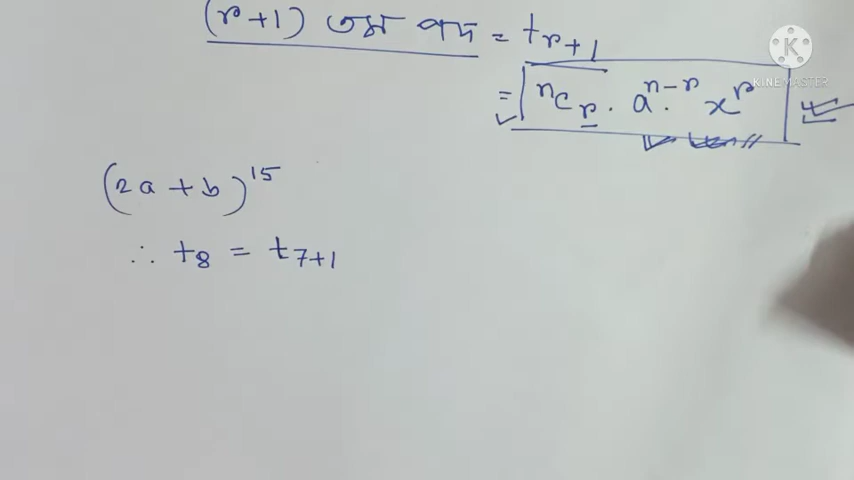 (r+1) তম পদ = t_{r+1}
= ⁿC_r · a^{n-r} · x^r
(2a + b)^{15}
∴ t_8 = t_{7+1}
KINEMASTER